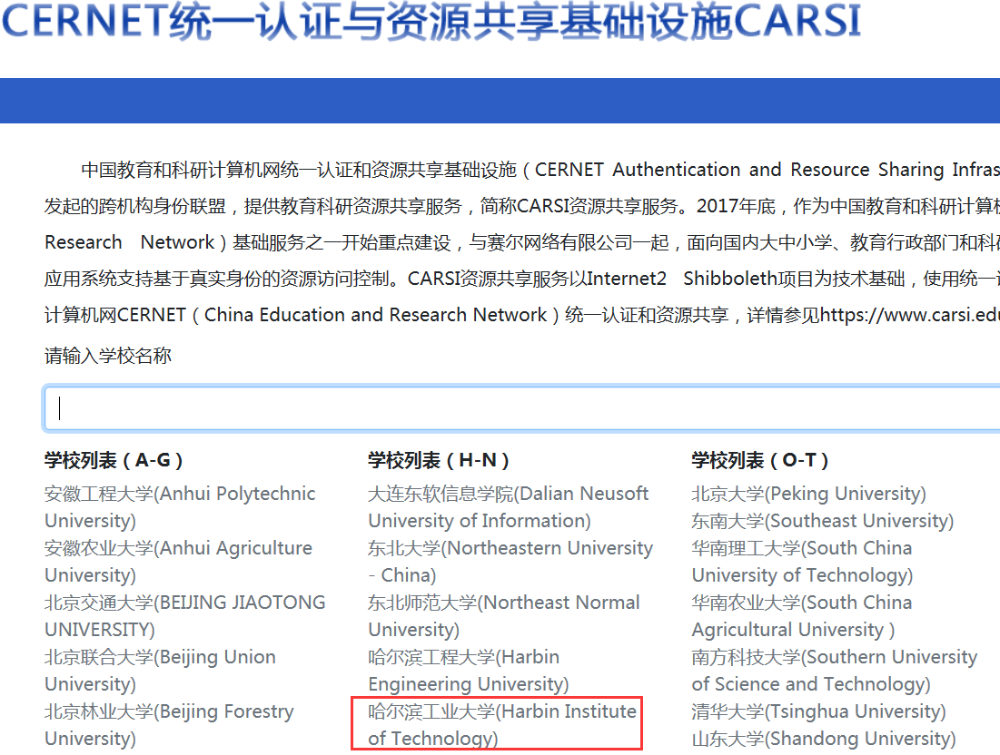 CERNET统一认证与资源共享基础设施CARSI
中国教育和科研计算机网统一认证和资源共享基础设施（CERNET Authentication and Resource Sharing Infras
发起的跨机构身份联盟，提供教育科研资源共享服务，简称CARSI资源共享服务。2017年底，作为中国教育和科研计算机
Research Network）基础服务之一开始重点建设，与赛尔网络有限公司一起，面向国内大中小学、教育行政部门和科研
应用系统支持基于真实身份的资源访问控制。CARSI资源共享服务以Internet2 Shibboleth项目为技术基础，使用统一认
计算机网CERNET（China Education and Research Network）统一认证和资源共享，详情参见https://www.carsi.edu
请输入学校名称
学校列表（A-G）
安徽工程大学(Anhui Polytechnic
University)
安徽农业大学(Anhui Agriculture
University)
北京交通大学(BEIJING JIAOTONG
UNIVERSITY)
北京联合大学(Beijing Union
University)
北京林业大学(Beijing Forestry
University)
学校列表（H-N）
大连东软信息学院(Dalian Neusoft
University of Information)
东北大学(Northeastern University
- China)
东北师范大学(Northeast Normal
University)
哈尔滨工程大学(Harbin
Engineering University)
哈尔滨工业大学(Harbin Institute
of Technology)
学校列表（O-T）
北京大学(Peking University)
东南大学(Southeast University)
华南理工大学(South China
University of Technology)
华南农业大学(South China
Agricultural University )
南方科技大学(Southern University
of Science and Technology)
清华大学(Tsinghua University)
山东大学(Shandong University)